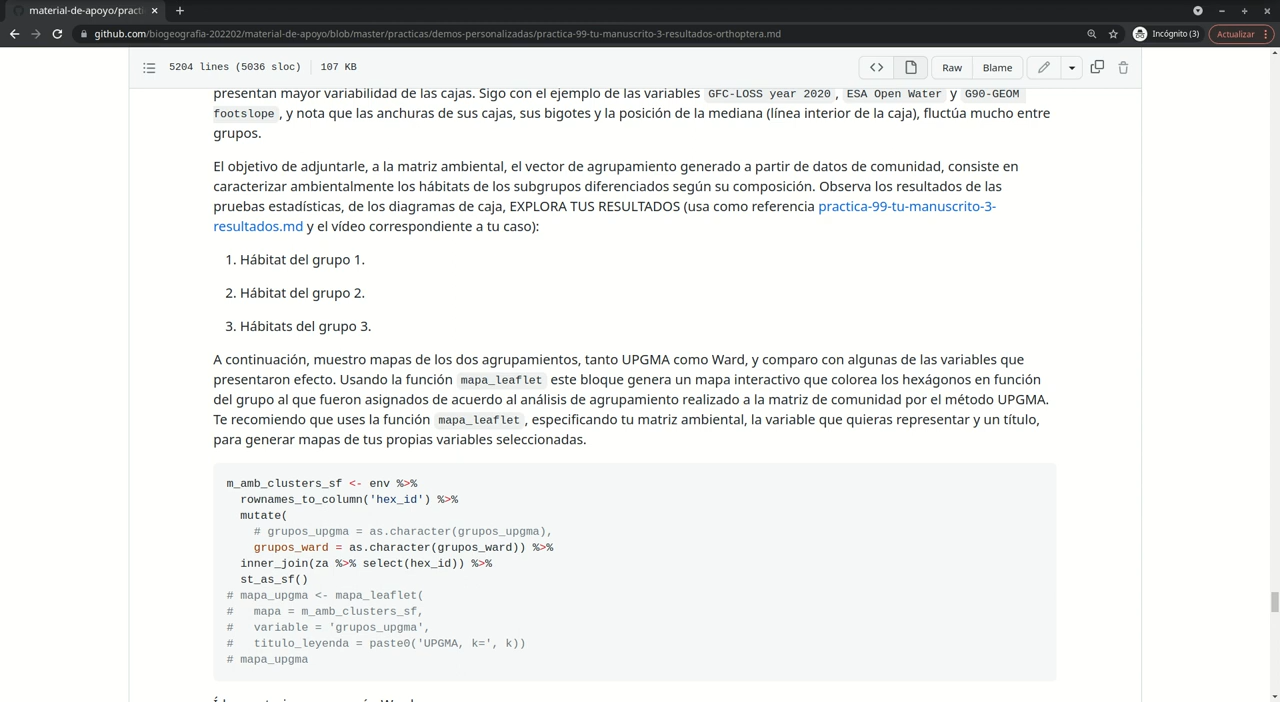 material-de-apoyo/practi
github.com/biogeografia-202202/material-de-apoyo/blob/master/practicas/demos-personalizadas/practica-99-tu-manuscrito-3-resultados-orthoptera.md
Incógnito (3)
Actualizar
5204 lines (5036 sloc) 107 KB
Raw
Blame
presentan mayor variabilidad de las cajas. Sigo con el ejemplo de las variables GFC-LOSS year 2020, ESA Open Water y G90-GEOM
footslope, y nota que las anchuras de sus cajas, sus bigotes y la posición de la mediana (línea interior de la caja), fluctúa mucho entre
grupos.
El objetivo de adjuntarle, a la matriz ambiental, el vector de agrupamiento generado a partir de datos de comunidad, consiste en
caracterizar ambientalmente los hábitats de los subgrupos diferenciados según su composición. Observa los resultados de las
pruebas estadísticas, de los diagramas de caja, EXPLORA TUS RESULTADOS (usa como referencia practica-99-tu-manuscrito-3-
resultados.md y el vídeo correspondiente a tu caso):
1. Hábitat del grupo 1.
2. Hábitat del grupo 2.
3. Hábitats del grupo 3.
A continuación, muestro mapas de los dos agrupamientos, tanto UPGMA como Ward, y comparo con algunas de las variables que
presentaron efecto. Usando la función mapa_leaflet este bloque genera un mapa interactivo que colorea los hexágonos en función
del grupo al que fueron asignados de acuerdo al análisis de agrupamiento realizado a la matriz de comunidad por el método UPGMA.
Te recomiendo que uses la función mapa_leaflet, especificando tu matriz ambiental, la variable que quieras representar y un título,
para generar mapas de tus propias variables seleccionadas.
m_amb_clusters_sf <- env %>%
rownames_to_column('hex_id') %>%
mutate(
# grupos_upgma = as.character(grupos_upgma),
grupos_ward = as.character(grupos_ward)) %>%
inner_join(za %>% select(hex_id)) %>%
st_as_sf()
# mapa_upgma <- mapa_leaflet(
#   mapa = m_amb_clusters_sf,
#   variable = 'grupos_upgma',
#   titulo_leyenda = paste0('UPGMA, k=', k))
# mapa_upgma